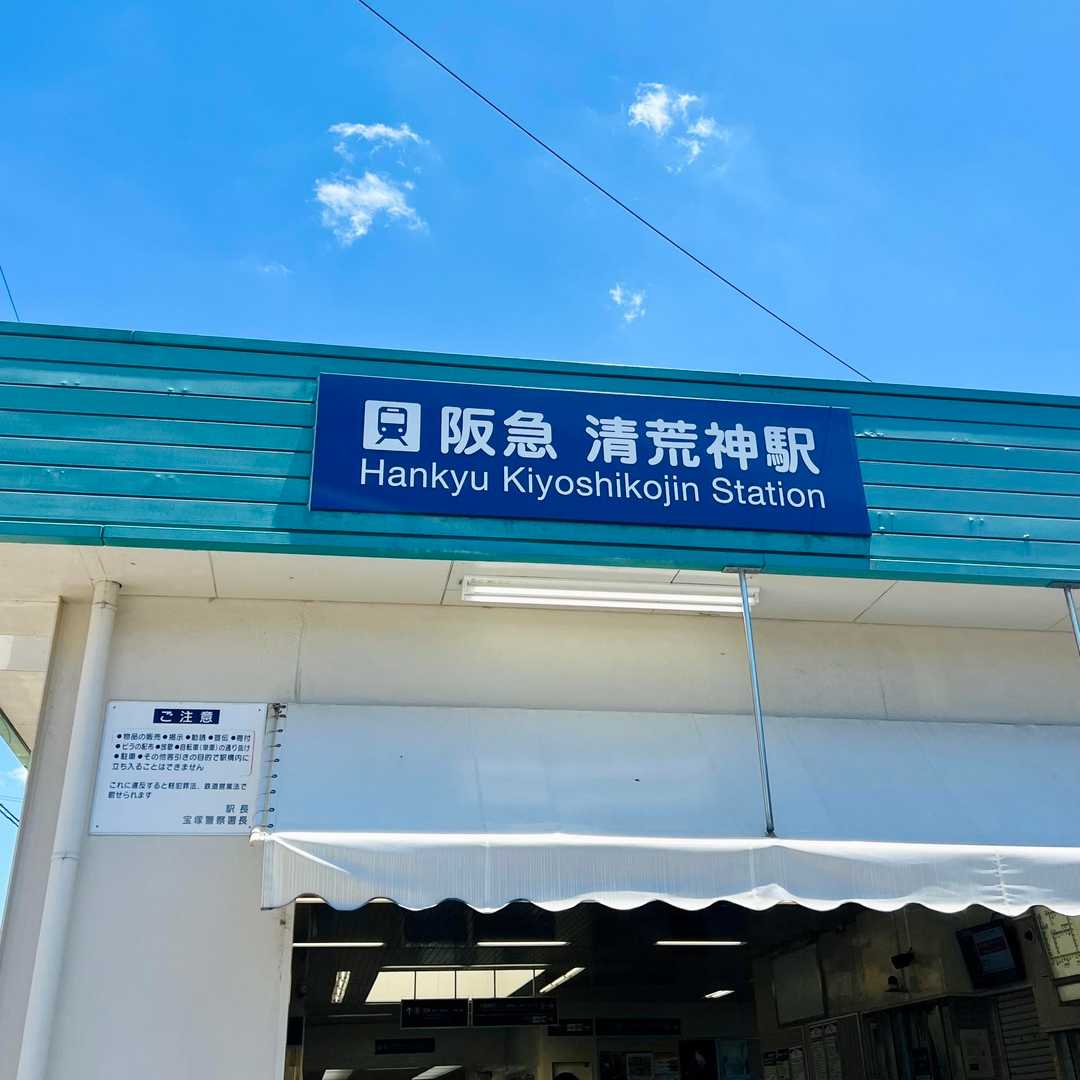 阪急 清荒神駅
Hankyu Kiyoshikojin Station
ご注意
●物品の販売●掲示●勧誘●宣伝●寄付
●ビラの配布●放歌●自転車(単車)の通り抜け
●駐車●その他客引きの目的で駅構内に
立ち入ることはできません
これに違反すると軽犯罪法、鉄道営業法で
罰せられます
駅長
宝塚警察署長